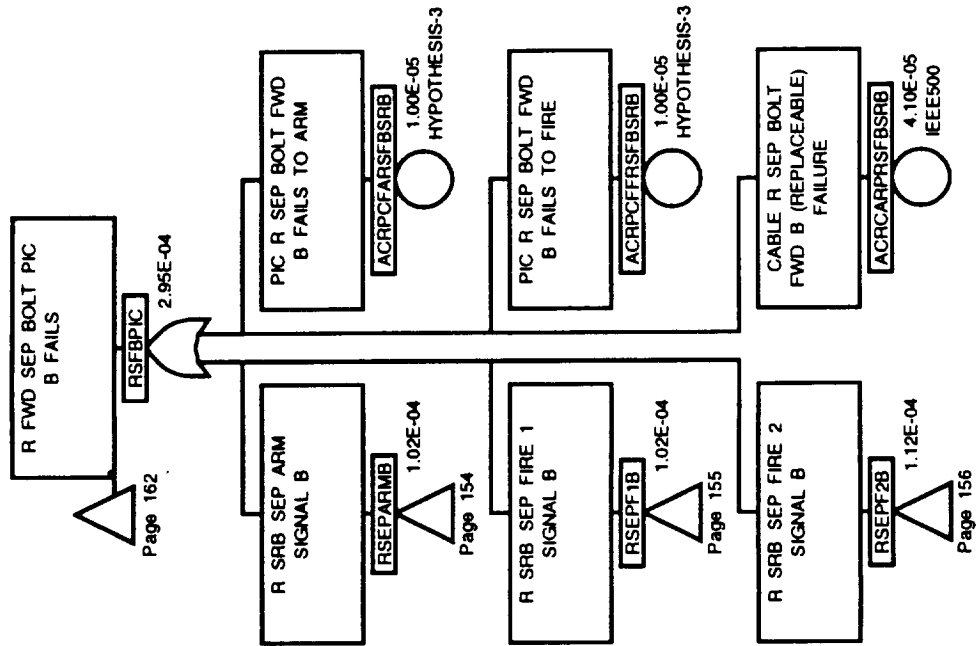 R FWD SEP BOLT PIC
B FAILS
RSFBPIC
2.95E-04
Page 162
R SRB SEP ARM
SIGNAL B
RSEPARMB
1.02E-04
Page 154
PIC R SEP BOLT FWD
B FAILS TO ARM
ACRPCFARSFBSRB
1.00E-05
HYPOTHESIS-3
R SRB SEP FIRE 1
SIGNAL B
RSEPF1B
1.02E-04
Page 155
PIC R SEP BOLT FWD
B FAILS TO FIRE
ACRPCFFRSFBSRB
1.00E-05
HYPOTHESIS-3
R SRB SEP FIRE 2
SIGNAL B
RSEPF2B
1.12E-04
Page 156
CABLE R SEP BOLT
FWD B (REPLACEABLE)
FAILURE
ACRCARPRSFBSRB
4.10E-05
IEEE500